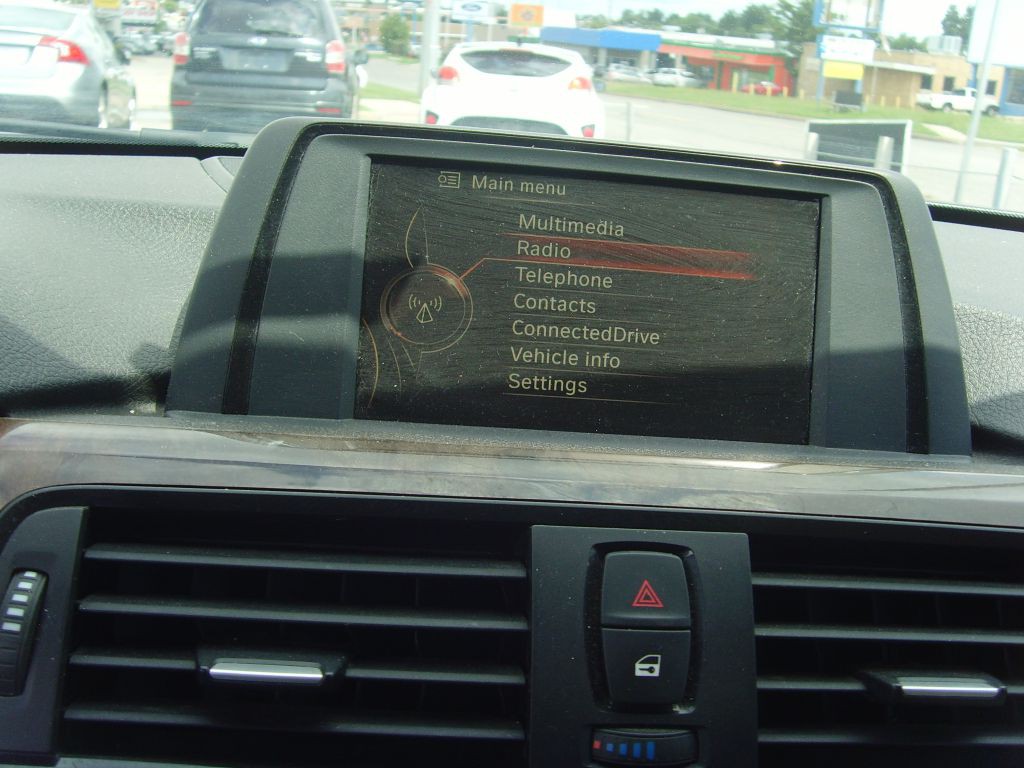 Main menu
Multimedia
Radio
Telephone
Contacts
ConnectedDrive
Vehicle info
Settings